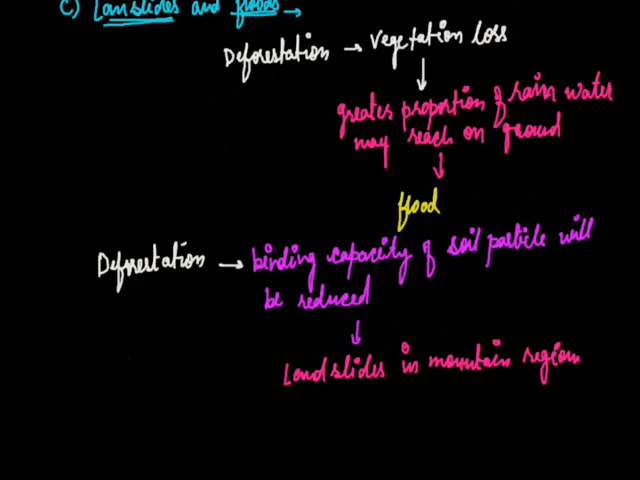 c) Landslides and floods →
Deforestation → Vegetation loss
↓
greater proportion of rain water
may reach on ground
↓
flood
Deforestation → binding capacity of soil particle will
be reduced
↓
Landslides in mountain region